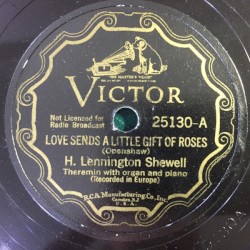 "HIS MASTER'S VOICE"
VICTOR
Not Licensed for
Radio Broadcast
25130-A
LOVE SENDS A LITTLE GIFT OF ROSES
(Openshaw)
H. Lennington Shewell
Theremin with organ and piano
(Recorded in Europe)
R.C.A. Manufacturing Co., Inc.
Camden, N.J.
U.S.A.